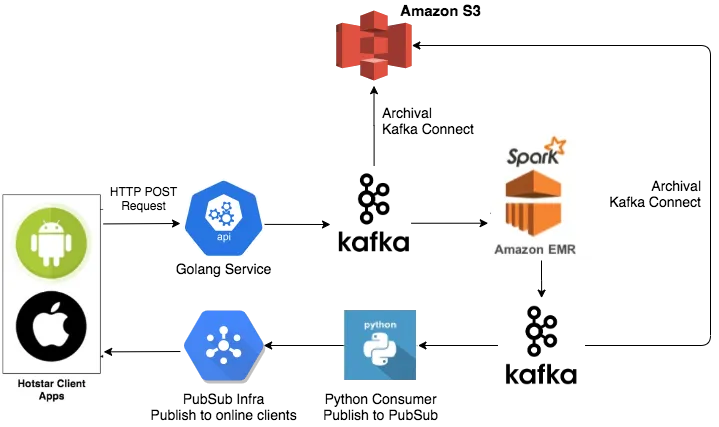 Amazon S3
Archival
Kafka Connect
Spark
HTTP POST
Request
api
Golang Service
kafka
Amazon EMR
Archival
Kafka Connect
python
Hotstar Client
Apps
PubSub Infra
Publish to online clients
Python Consumer
Publish to PubSub
kafka